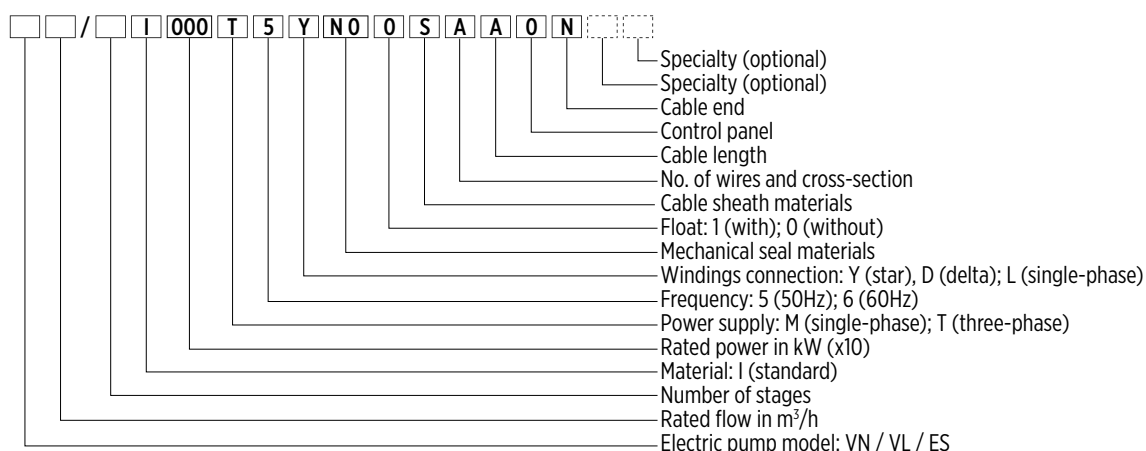 / I 000 T 5 Y N0 0 S A A 0 N
Specialty (optional)
Specialty (optional)
Cable end
Control panel
Cable length
No. of wires and cross-section
Cable sheath materials
Float: 1 (with); 0 (without)
Mechanical seal materials
Windings connection: Y (star), D (delta); L (single-phase)
Frequency: 5 (50Hz); 6 (60Hz)
Power supply: M (single-phase); T (three-phase)
Rated power in kW (x10)
Material: I (standard)
Number of stages
Rated flow in m³/h
Electric pump model: VN / VL / ES